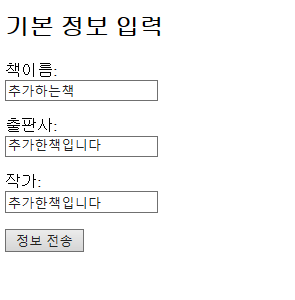 기본 정보 입력
책이름:
추가하는책
출판사:
추가한책입니다
작가:
추가한책입니다
정보 전송